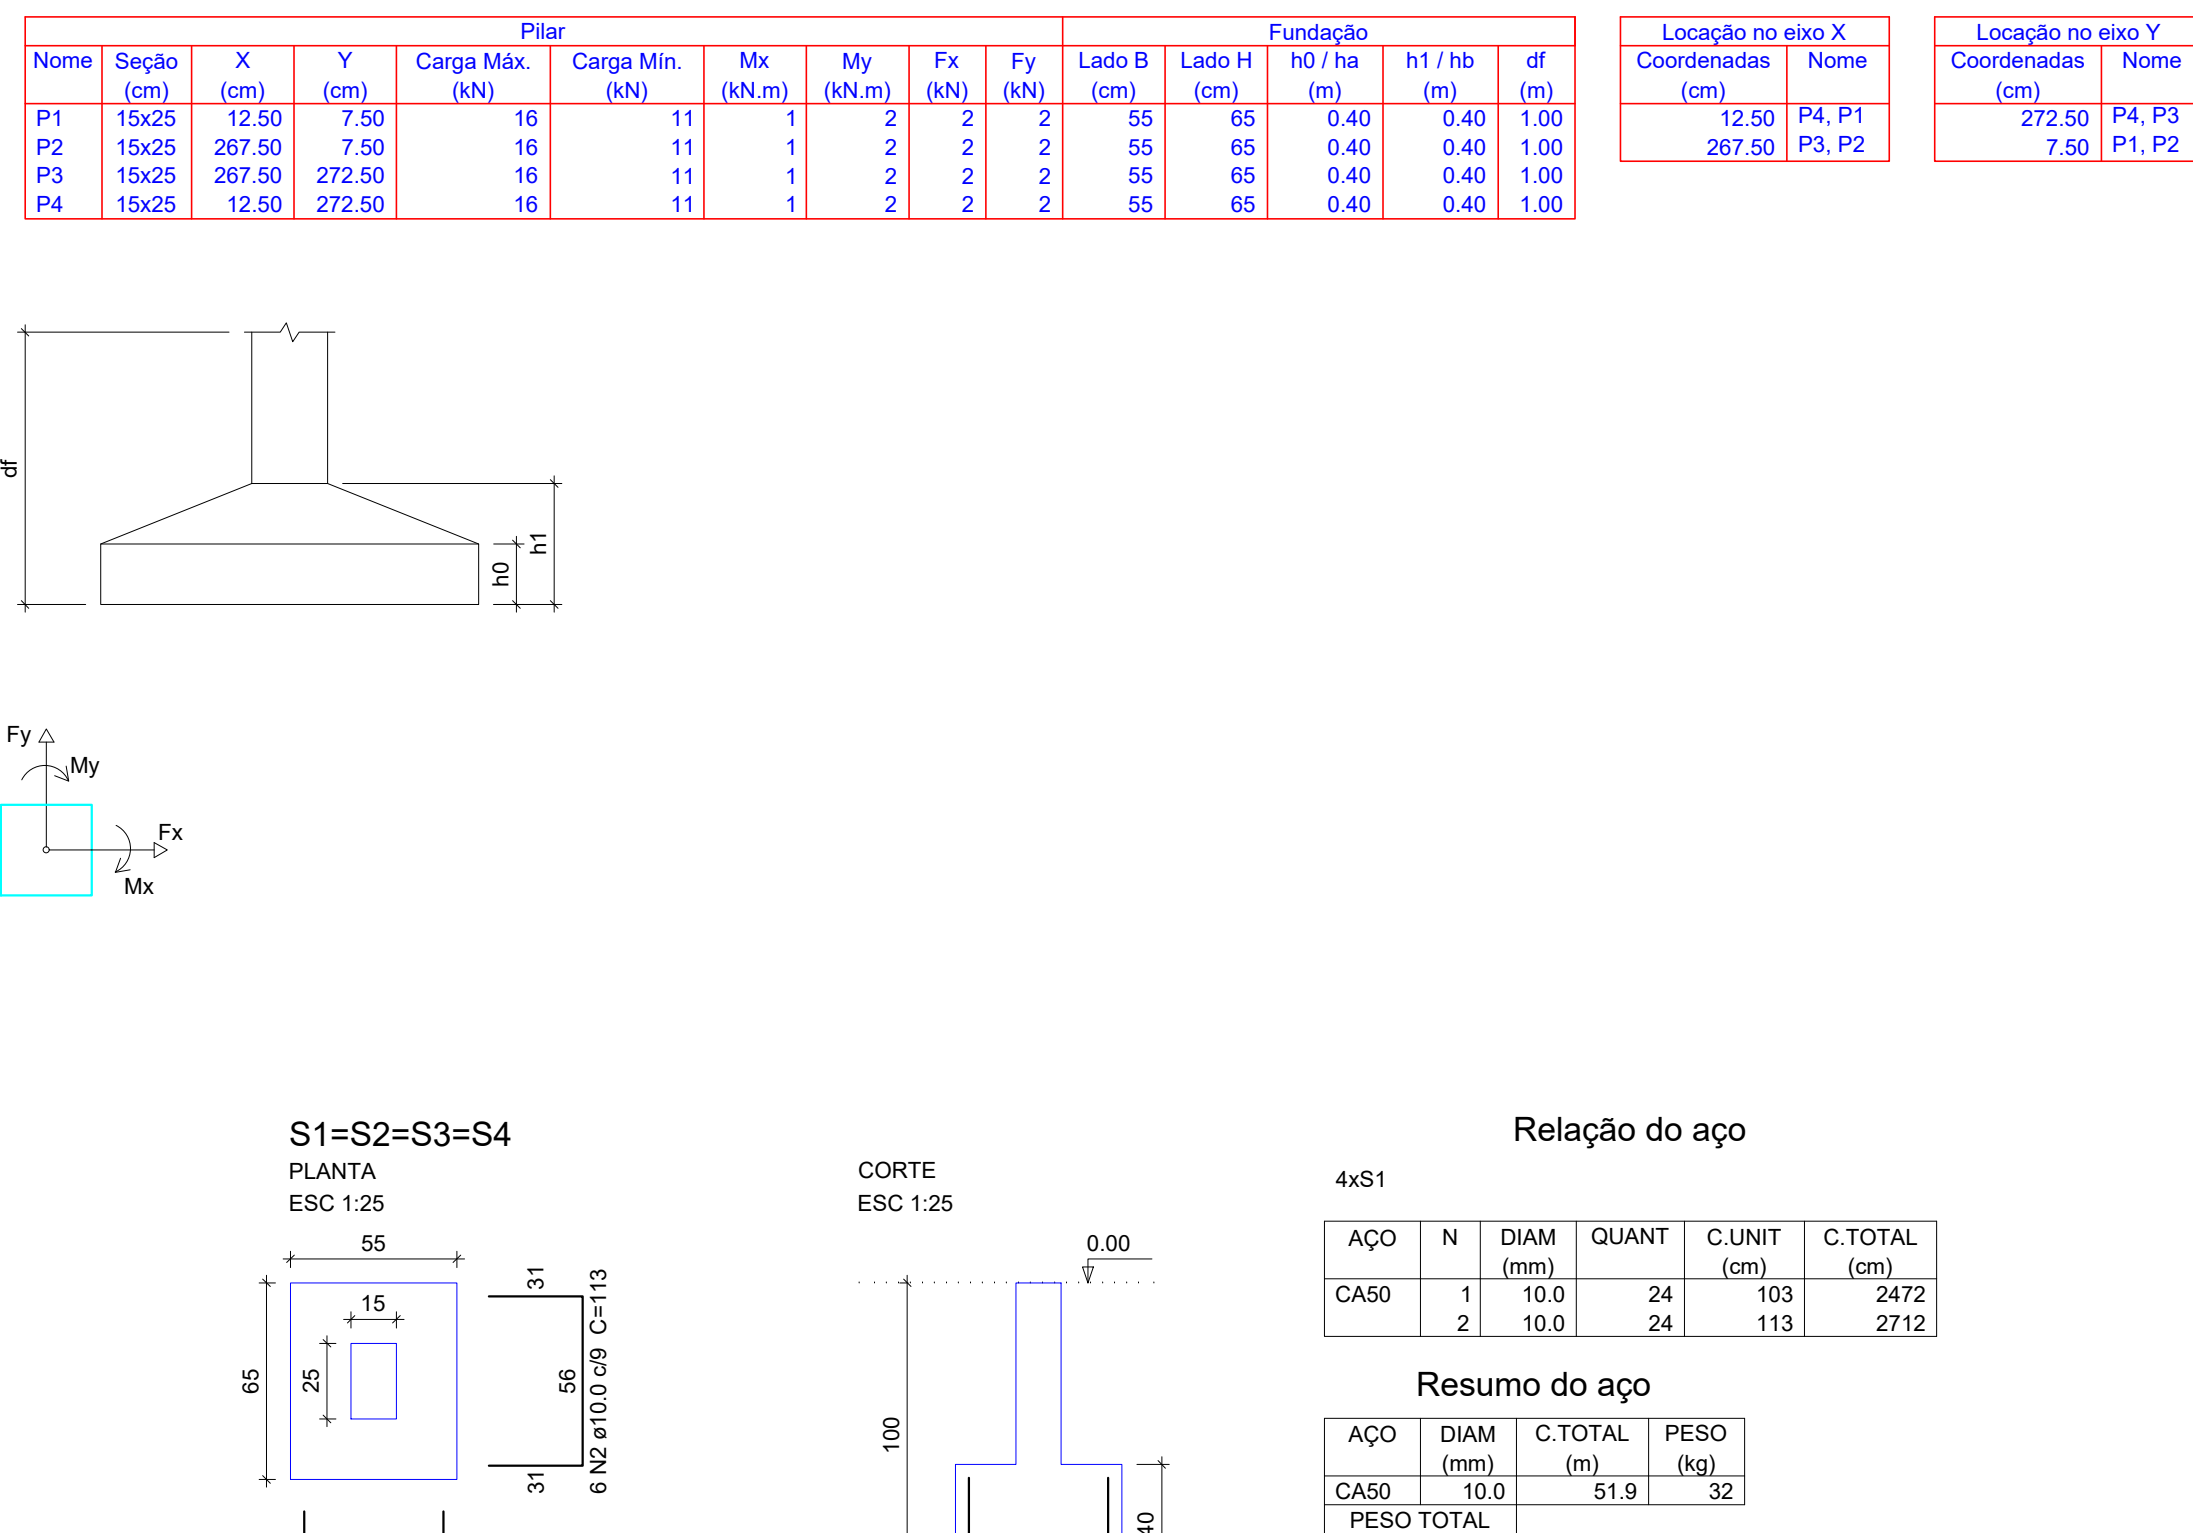 Pilar Fundação
Nome Seção X Y Carga Máx. Carga Mín. Mx My Fx Fy Lado B Lado H h0 / ha h1 / hb df
(cm) (cm) (cm) (kN) (kN) (kN.m) (kN.m) (kN) (kN) (cm) (cm) (m) (m) (m)
P1 15x25 12.50 7.50 16 11 1 2 2 2 55 65 0.40 0.40 1.00
P2 15x25 267.50 7.50 16 11 1 2 2 2 55 65 0.40 0.40 1.00
P3 15x25 267.50 272.50 16 11 1 2 2 2 55 65 0.40 0.40 1.00
P4 15x25 12.50 272.50 16 11 1 2 2 2 55 65 0.40 0.40 1.00
Locação no eixo X
Coordenadas Nome
(cm)
12.50 P4, P1
267.50 P3, P2
Locação no eixo Y
Coordenadas Nome
(cm)
272.50 P4, P3
7.50 P1, P2
df
h1
h0
Fy
My
Fx
Mx
S1=S2=S3=S4
PLANTA
ESC 1:25
55
15
65
25
31
56
31
6 N2 ø10.0 c/9 C=113
CORTE
ESC 1:25
0.00
100
40
Relação do aço
4xS1
AÇO N DIAM QUANT C.UNIT C.TOTAL
(mm) (cm) (cm)
CA50 1 10.0 24 103 2472
2 10.0 24 113 2712
Resumo do aço
AÇO DIAM C.TOTAL PESO
(mm) (m) (kg)
CA50 10.0 51.9 32
PESO TOTAL